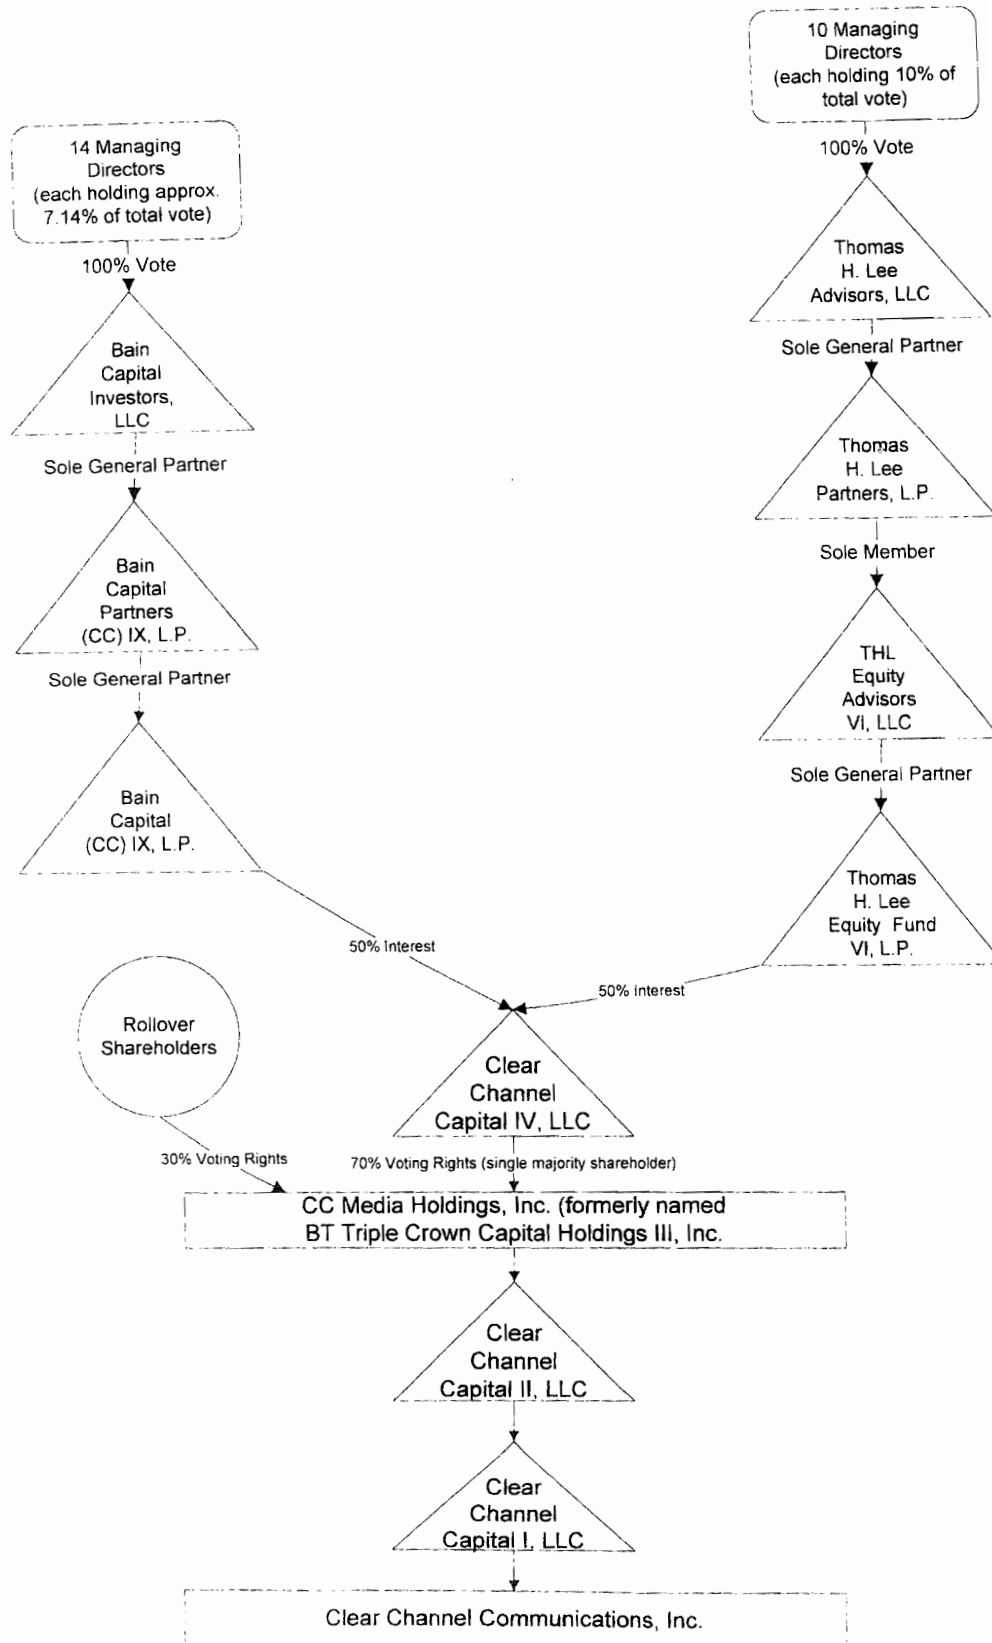 10 Managing
Directors
(each holding 10% of
total vote)
100% Vote
Thomas
H. Lee
Advisors, LLC
Sole General Partner
Thomas
H. Lee
Partners, L.P.
Sole Member
THL
Equity
Advisors
VI, LLC
Sole General Partner
Thomas
H. Lee
Equity Fund
VI, L.P.
50% Interest
14 Managing
Directors
(each holding approx.
7.14% of total vote)
100% Vote
Bain
Capital
Investors,
LLC
Sole General Partner
Bain
Capital
Partners
(CC) IX, L.P.
Sole General Partner
Bain
Capital
(CC) IX, L.P.
50% Interest
Rollover
Shareholders
30% Voting Rights
Clear
Channel
Capital IV, LLC
70% Voting Rights (single majority shareholder)
CC Media Holdings, Inc. (formerly named
BT Triple Crown Capital Holdings III, Inc.
Clear
Channel
Capital II, LLC
Clear
Channel
Capital I, LLC
Clear Channel Communications, Inc.